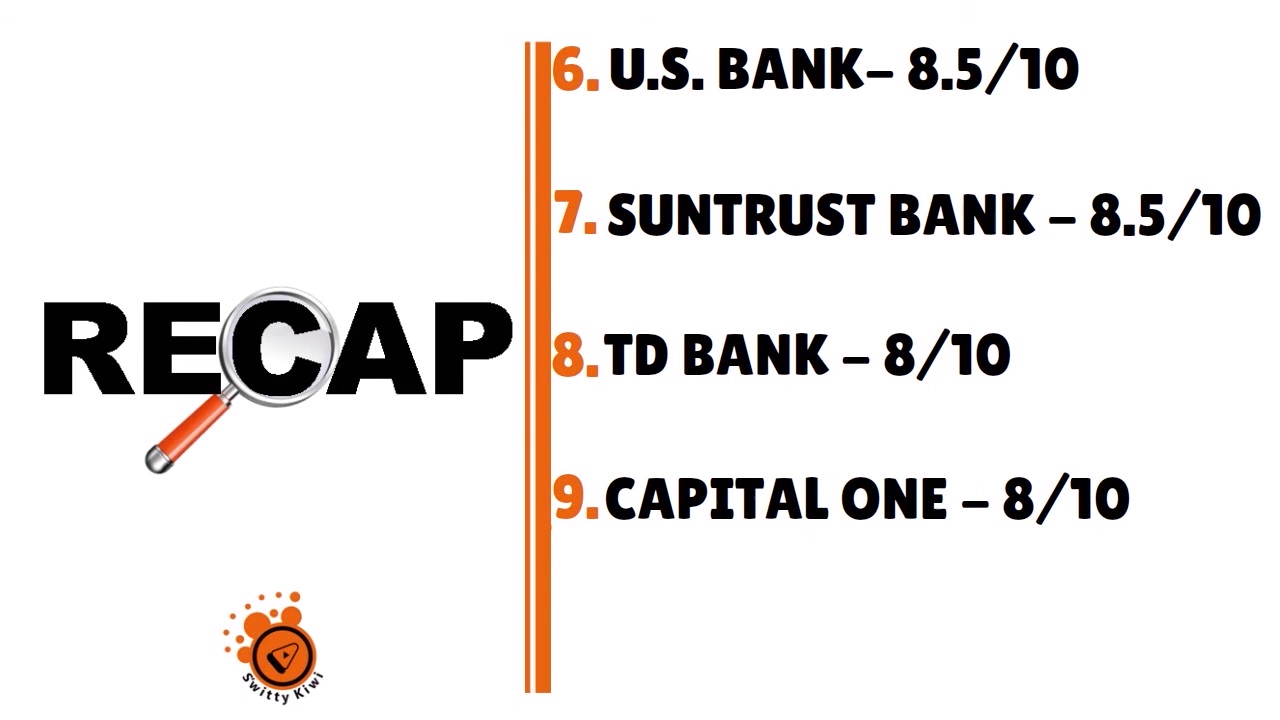 RECAP
6. U.S. BANK– 8.5/10
7. SUNTRUST BANK – 8.5/10
8. TD BANK – 8/10
9. CAPITAL ONE – 8/10
Switty Kiwi